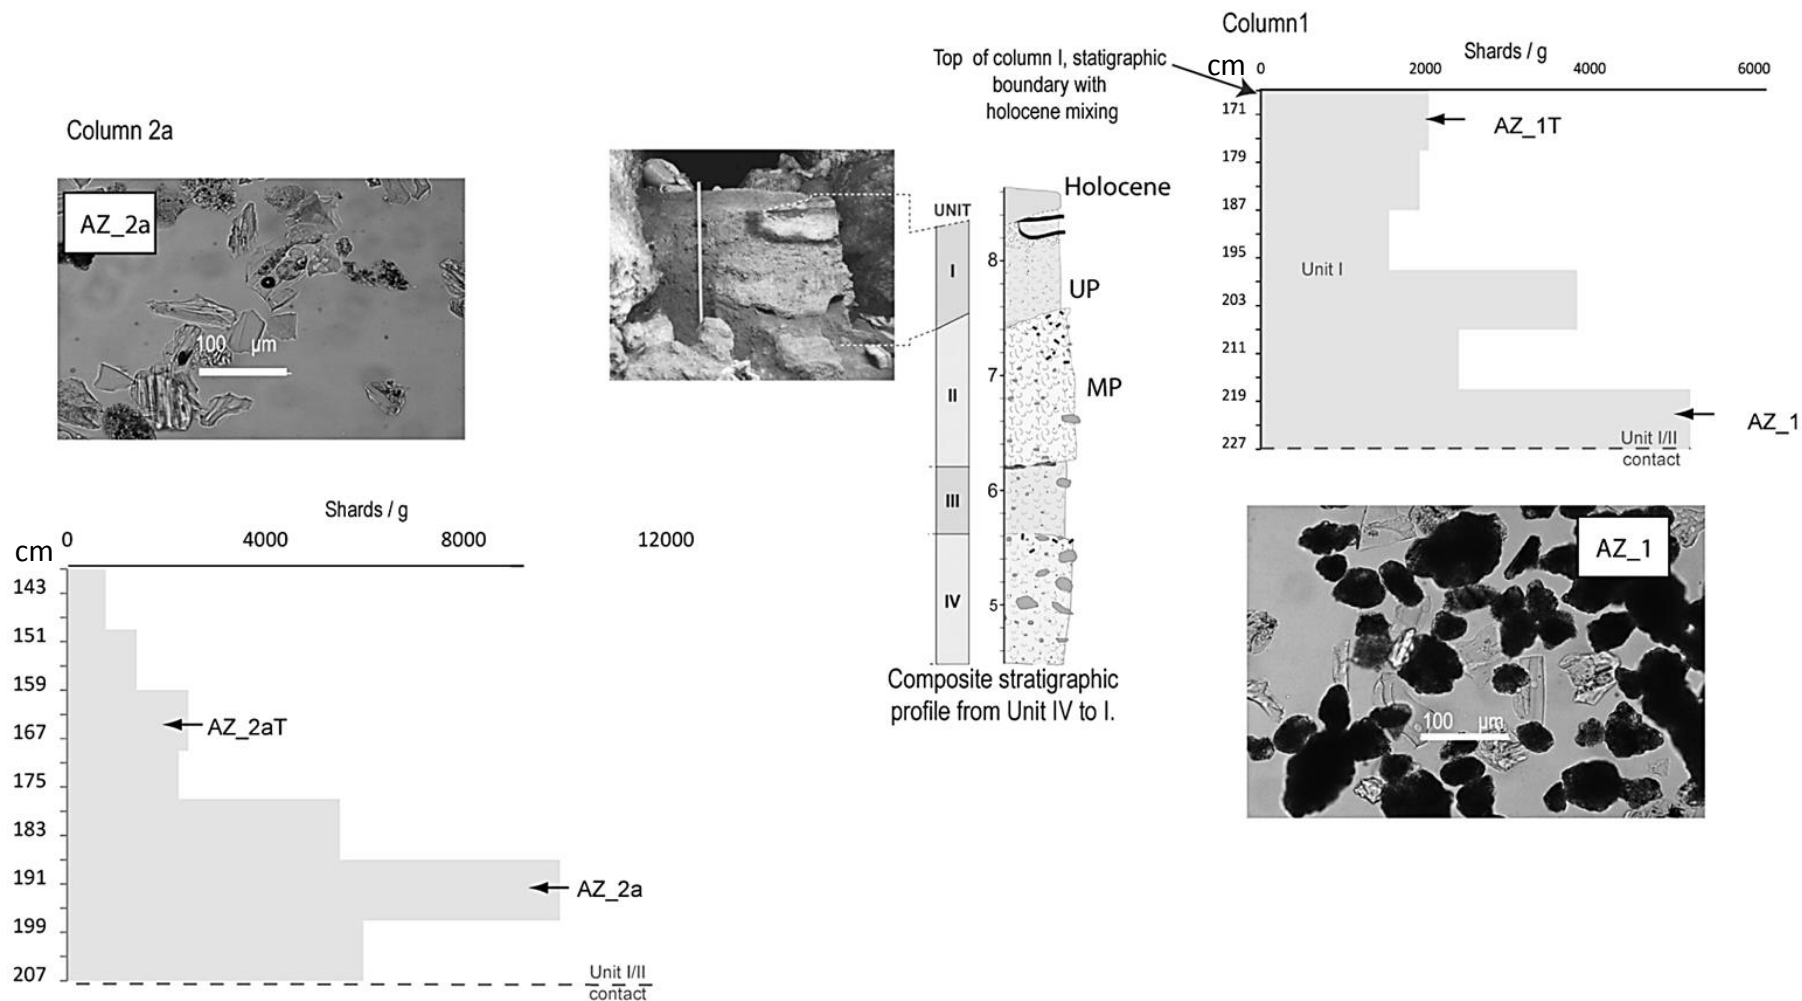 Column1
Shards / g
cm 0 2000 4000 6000
Top of column I, statigraphic
boundary with
holocene mixing
171
179
187
195
203
211
219
227
AZ_1T
Unit I
AZ_1
Unit I/II
contact
Column 2a
AZ_2a
100 µm
UNIT
I
II
III
IV
8
7
6
5
Holocene
UP
MP
Composite stratigraphic
profile from Unit IV to I.
AZ_1
100 µm
Shards / g
cm 0 4000 8000 12000
143
151
159
167
175
183
191
199
207
AZ_2aT
AZ_2a
Unit I/II
contact